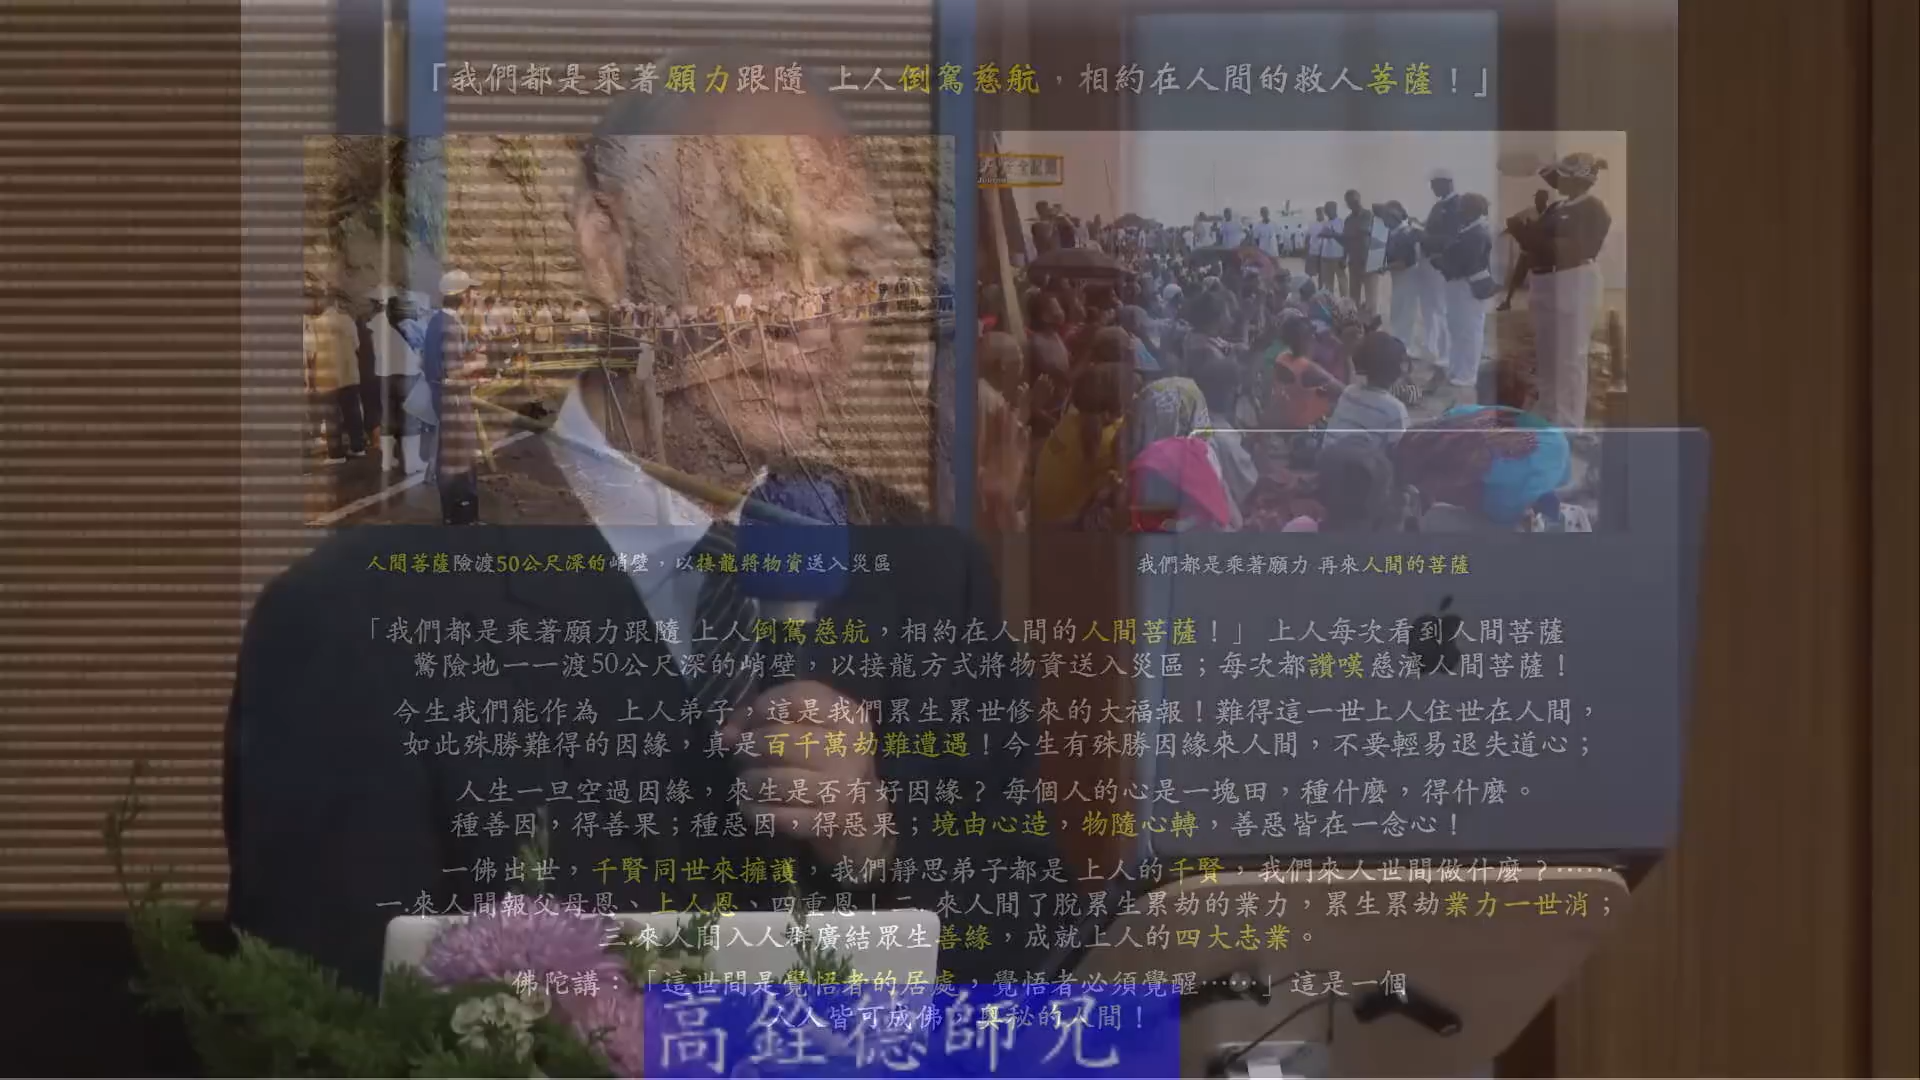 「我們都是乘著願力跟隨 上人倒駕慈航，相約在人間的救人菩薩！」
人間菩薩險渡50公尺深的峭壁，以接龍將物資送入災區
我們都是乘著願力 再來人間的菩薩
「我們都是乘著願力跟隨 上人倒駕慈航，相約在人間的人間菩薩！」 上人每次看到人間菩薩
驚險地一一渡50公尺深的峭壁，以接龍方式將物資送入災區；每次都讚嘆慈濟人間菩薩！
今生我們能作為 上人弟子，這是我們累生累世修來的大福報！難得這一世上人住世在人間，
如此殊勝難得的因緣，真是百千萬劫難遭遇！今生有殊勝因緣來人間，不要輕易退失道心；
人生一旦空過因緣，來生是否有好因緣？每個人的心是一塊田，種什麼，得什麼。
種善因，得善果；種惡因，得惡果；境由心造，物隨心轉，善惡皆在一念心！
一佛出世，千賢同世來擁護，我們靜思弟子都是 上人的千賢，我們來人世間做什麼？……
一.來人間報父母恩、上人恩、四重恩！二.來人間了脫累生累劫的業力，累生累劫業力一世消；
三.來人間入人群廣結眾生善緣，成就上人的四大志業。
佛陀講：「這世間是覺悟者的居處，覺悟者必須覺醒……」這是一個
人人皆可成佛，奧秘的人間！
高銓德師兄